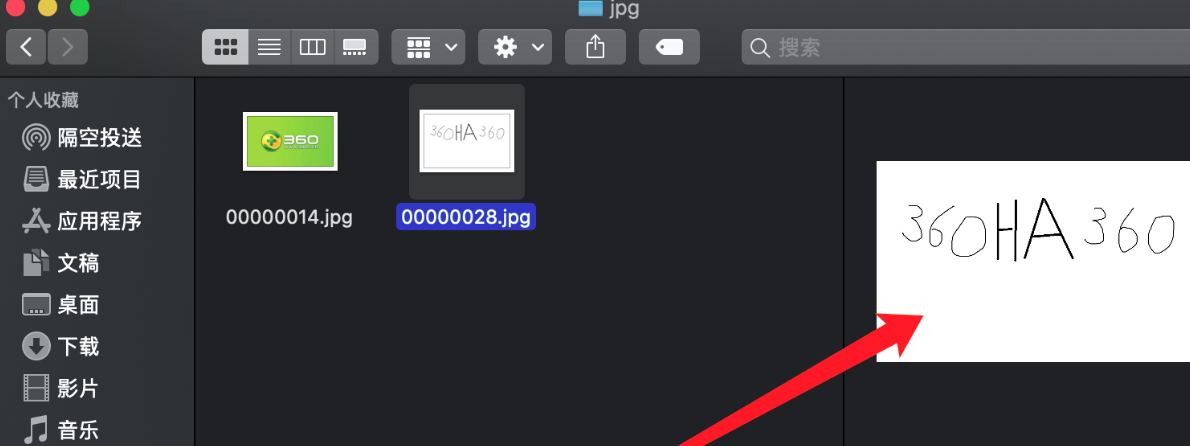 jpg
搜索
个人收藏
隔空投送
最近项目
应用程序
文稿
桌面
下载
影片
音乐
360
360HA360
00000014.jpg
00000028.jpg
360HA360